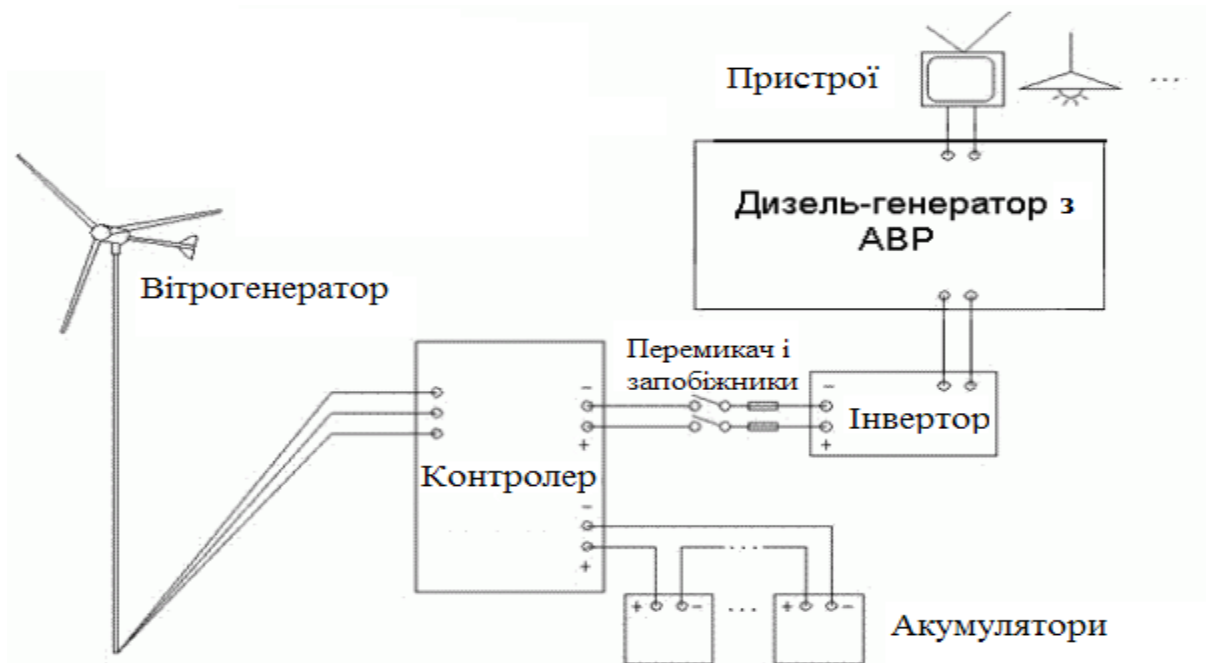 Пристрої
...
Дизель-генератор з
АВР
Вітрогенератор
Перемикач і
запобіжники
Інвертор
Контролер
Акумулятори